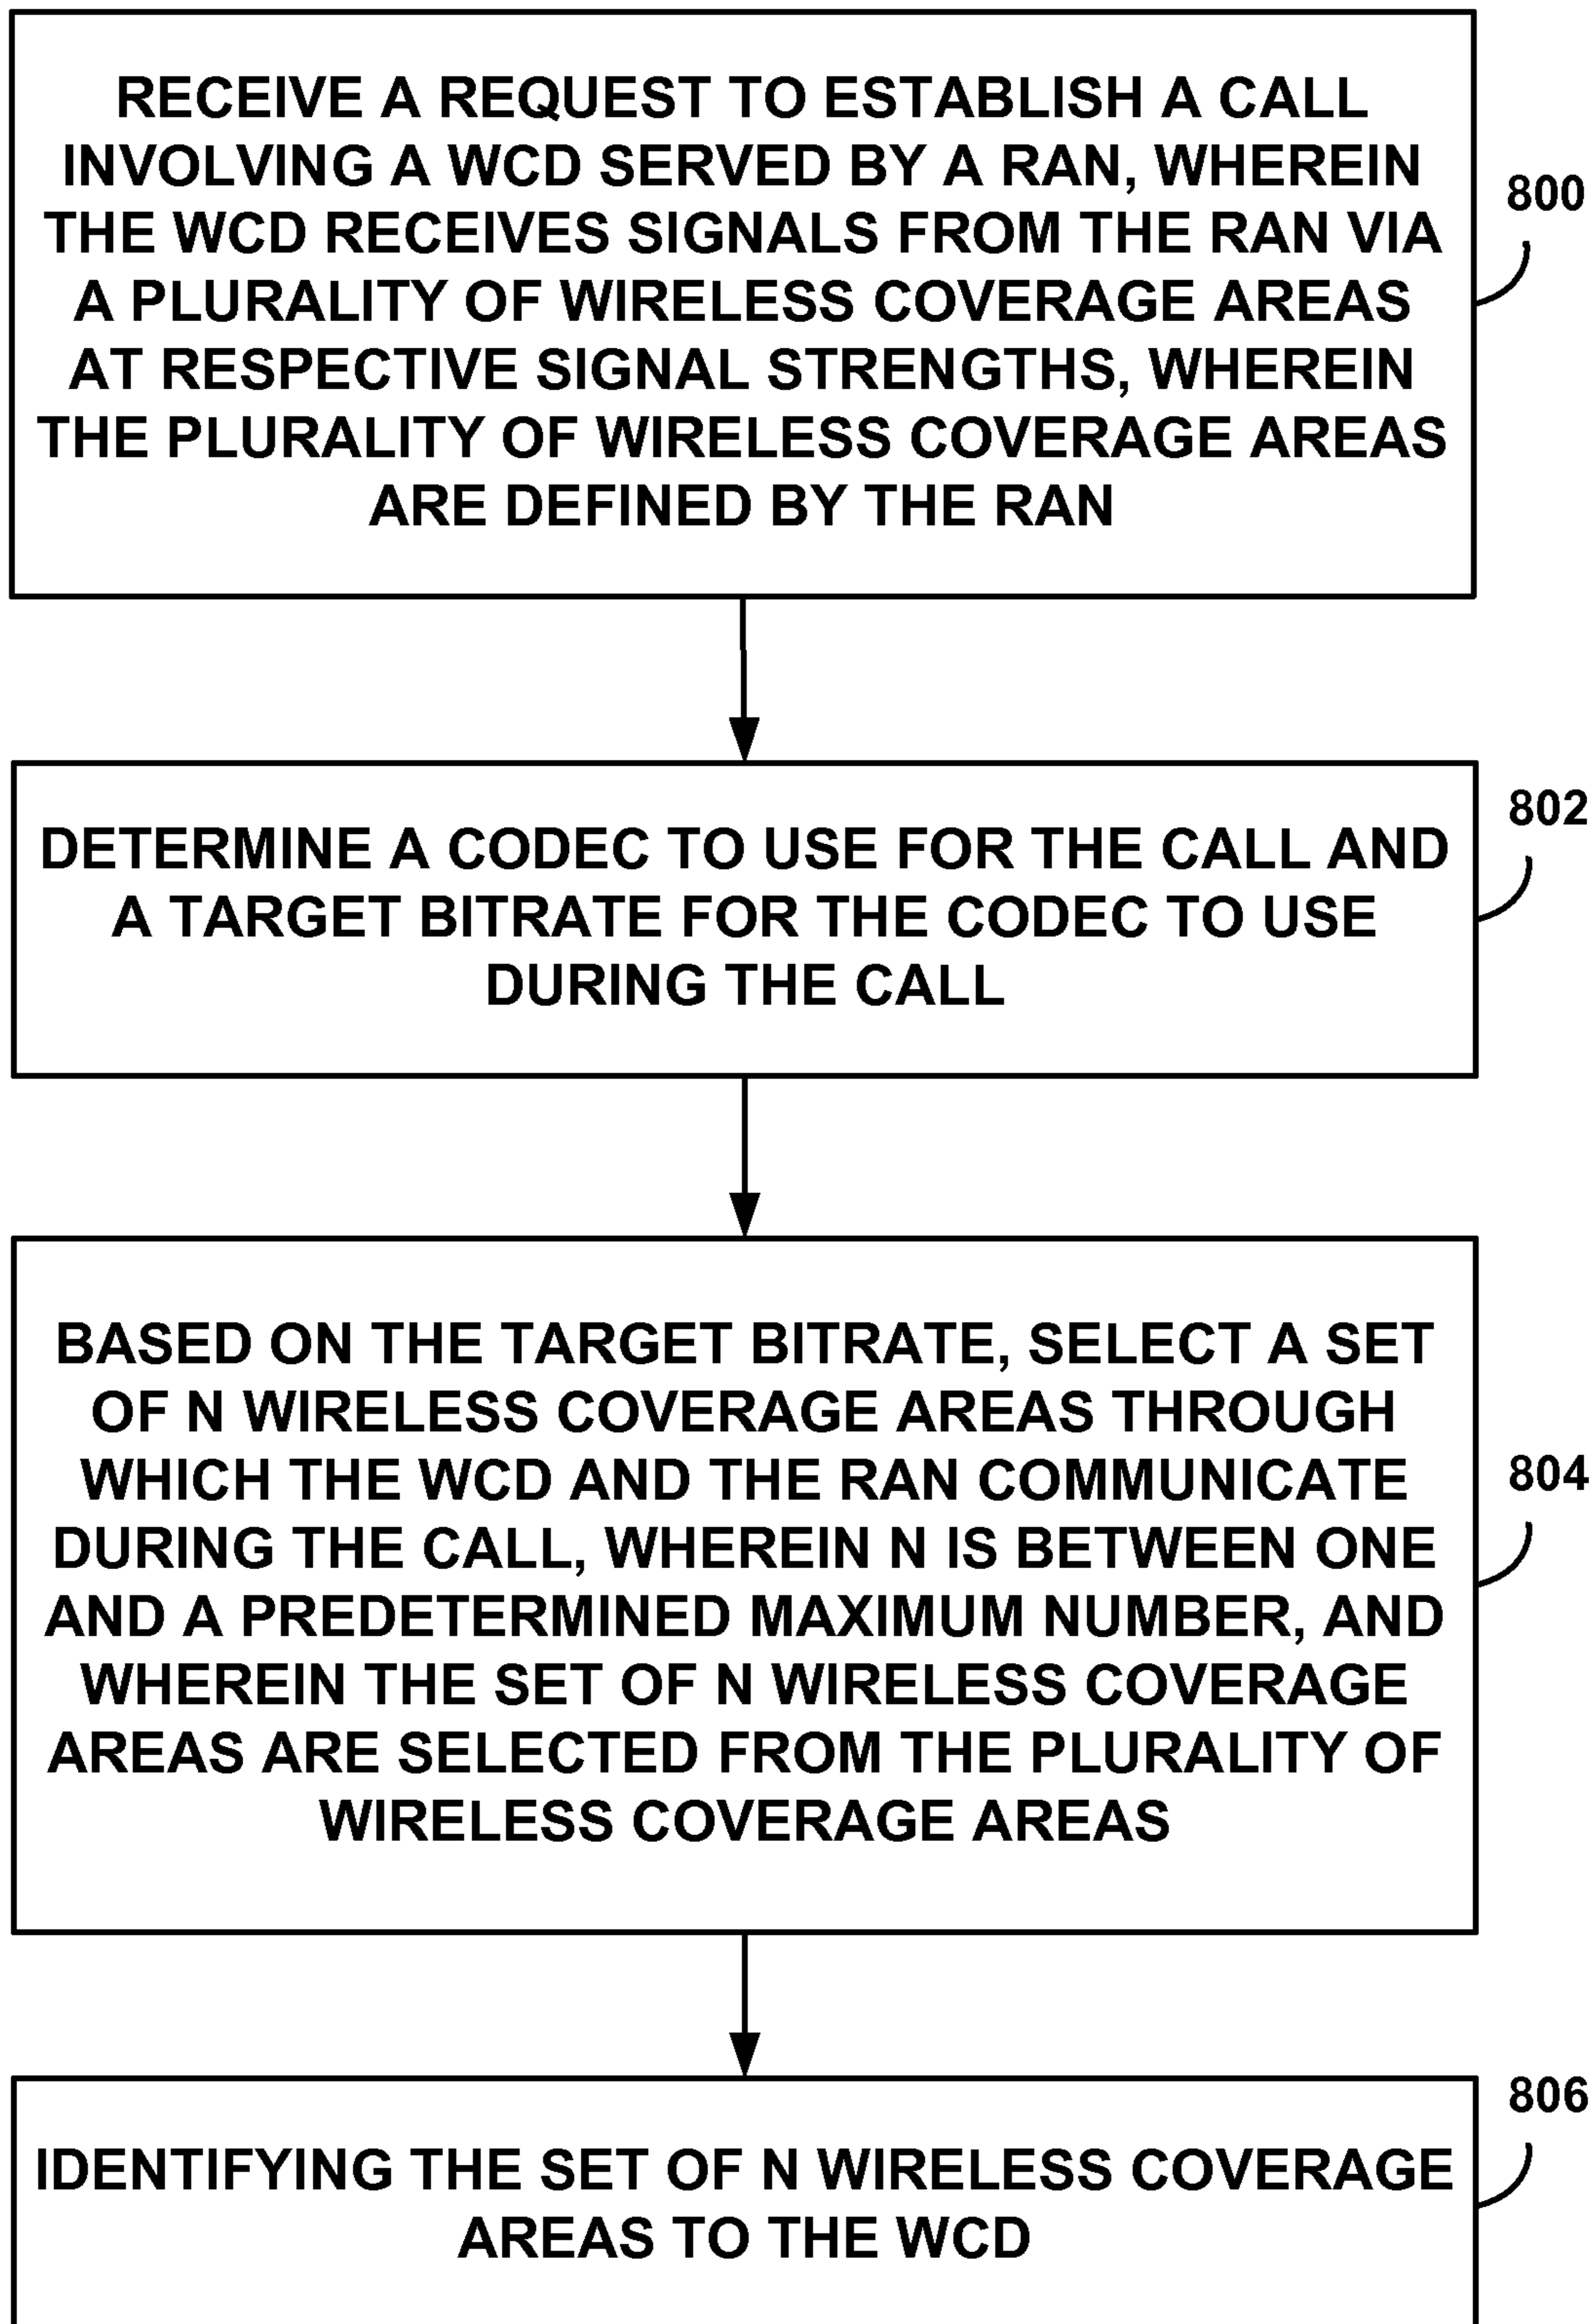 RECEIVE A REQUEST TO ESTABLISH A CALL
INVOLVING A WCD SERVED BY A RAN, WHEREIN
THE WCD RECEIVES SIGNALS FROM THE RAN VIA
A PLURALITY OF WIRELESS COVERAGE AREAS
AT RESPECTIVE SIGNAL STRENGTHS, WHEREIN
THE PLURALITY OF WIRELESS COVERAGE AREAS
ARE DEFINED BY THE RAN
800
DETERMINE A CODEC TO USE FOR THE CALL AND
A TARGET BITRATE FOR THE CODEC TO USE
DURING THE CALL
802
BASED ON THE TARGET BITRATE, SELECT A SET
OF N WIRELESS COVERAGE AREAS THROUGH
WHICH THE WCD AND THE RAN COMMUNICATE
DURING THE CALL, WHEREIN N IS BETWEEN ONE
AND A PREDETERMINED MAXIMUM NUMBER, AND
WHEREIN THE SET OF N WIRELESS COVERAGE
AREAS ARE SELECTED FROM THE PLURALITY OF
WIRELESS COVERAGE AREAS
804
IDENTIFYING THE SET OF N WIRELESS COVERAGE
AREAS TO THE WCD
806